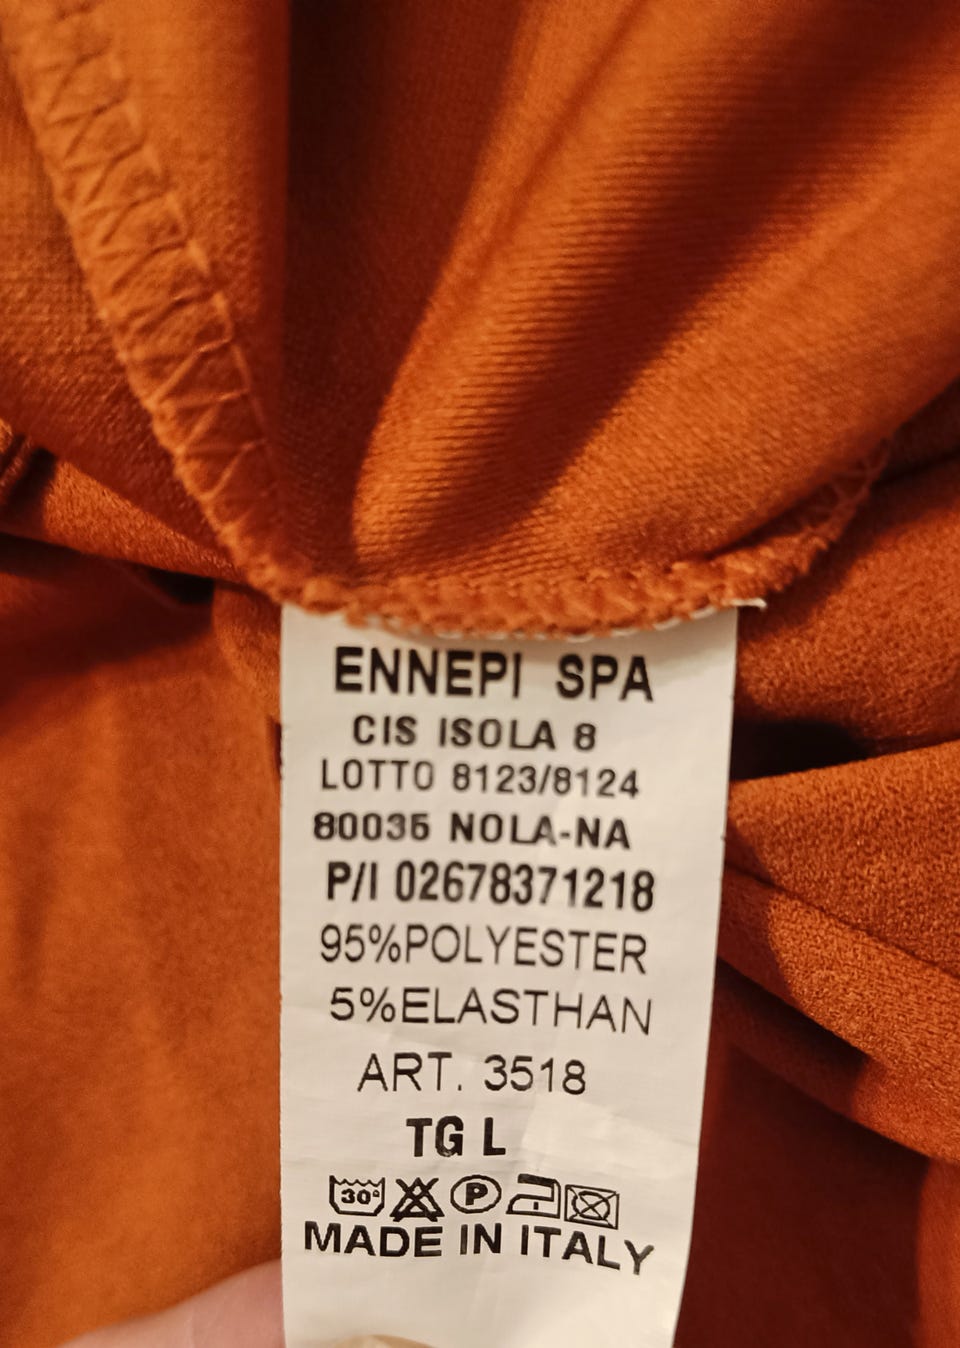 ENNEPI SPA
CIS ISOLA 8
LOTTO 8123/8124
80035 NOLA-NA
P/I 02678371218
95%POLYESTER
5%ELASTHAN
ART. 3518
TG L
30° P
MADE IN ITALY